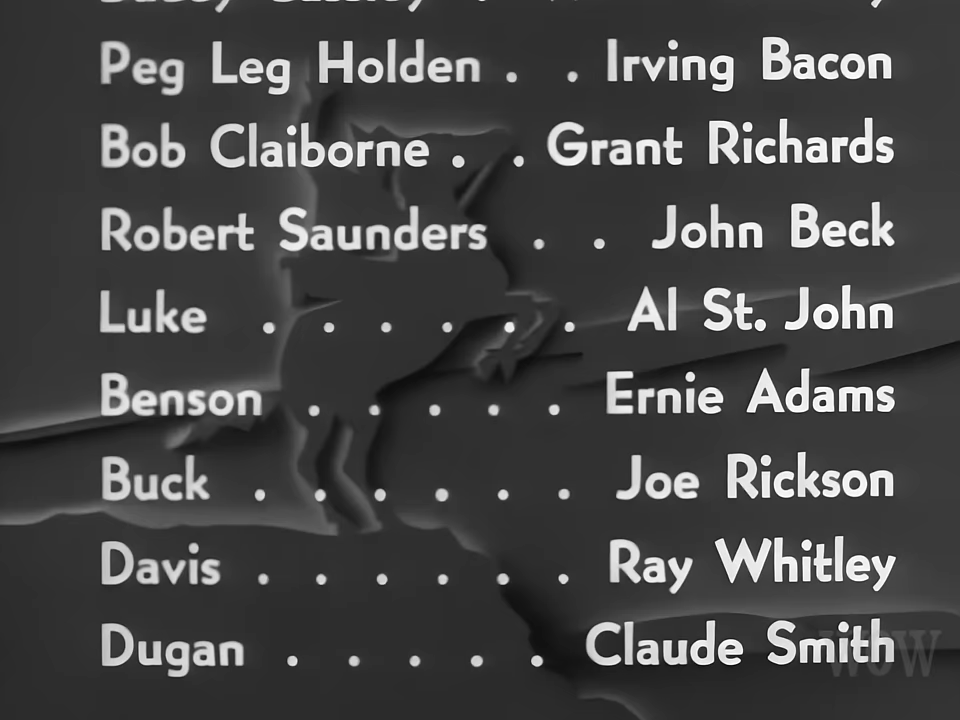 Peg Leg Holden . . Irving Bacon
Bob Claiborne . . Grant Richards
Robert Saunders . . John Beck
Luke . . . . . . Al St. John
Benson . . . . . Ernie Adams
Buck . . . . . . Joe Rickson
Davis . . . . . . Ray Whitley
Dugan . . . . . Claude Smith
WOW